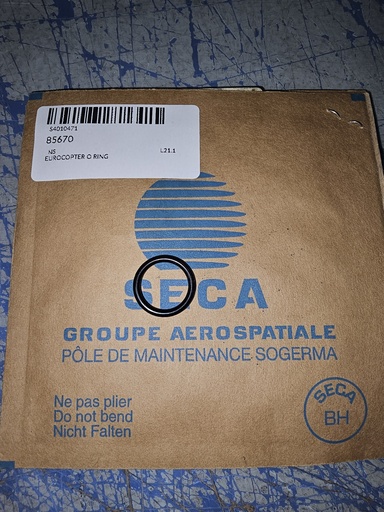 S4010471
85670
NS L21.1
EUROCOPTER O RING
SECA
GROUPE AEROSPATIALE
PÔLE DE MAINTENANCE SOGERMA
Ne pas plier
Do not bend
Nicht Falten
SECA
BH